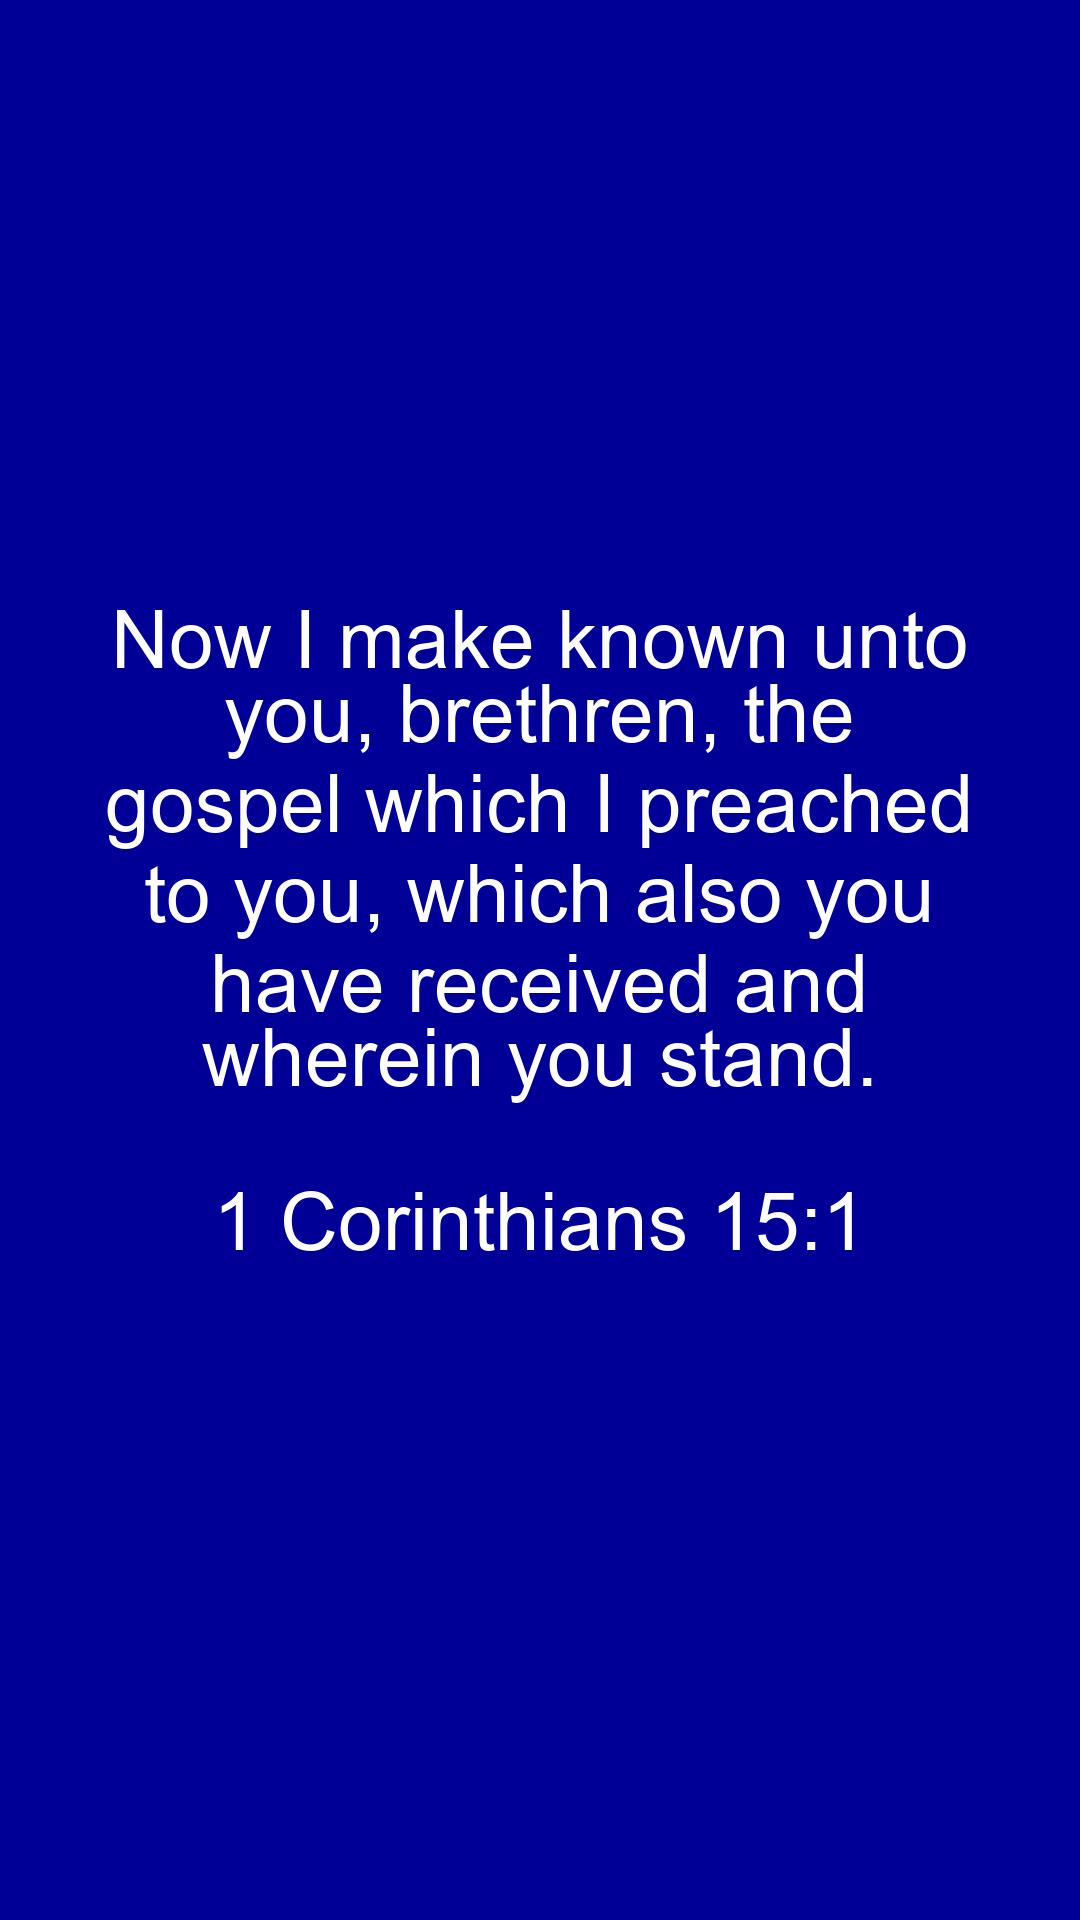 Now I make known unto
you, brethren, the
gospel which I preached
to you, which also you
have received and
wherein you stand.
1 Corinthians 15:1